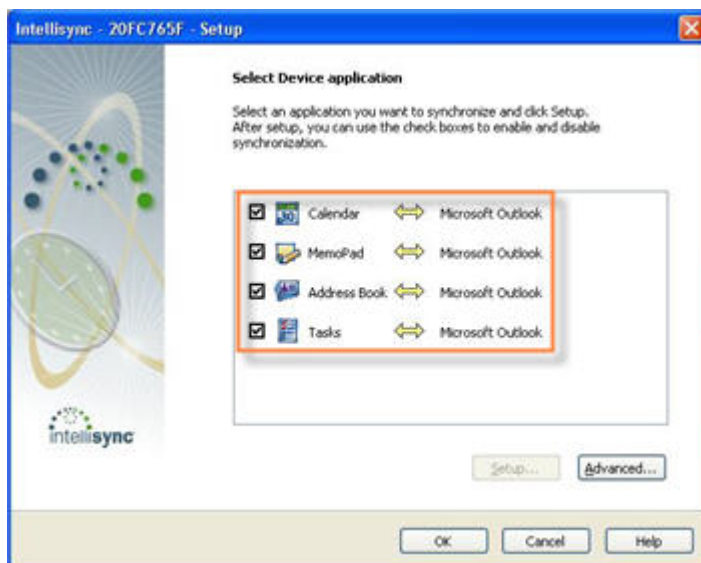 Intellisync - 20FC765F - Setup
Select Device application
Select an application you want to synchronize and click Setup.
After setup, you can use the check boxes to enable and disable
synchronization.
Calendar Microsoft Outlook
MemoPad Microsoft Outlook
Address Book Microsoft Outlook
Tasks Microsoft Outlook
intellisync
Setup... Advanced...
OK Cancel Help